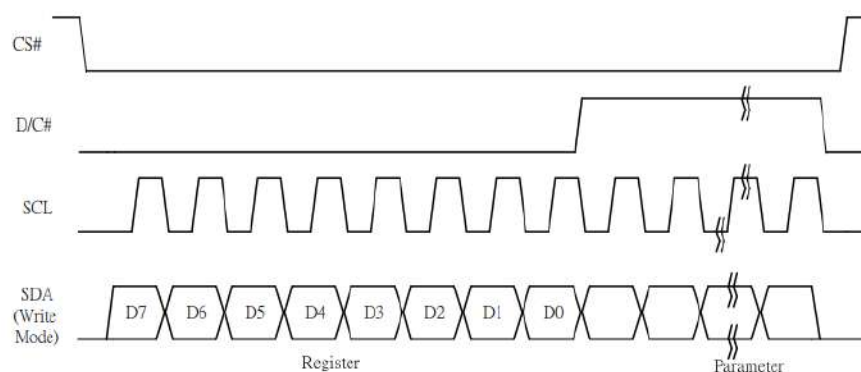 CS#
D/C#
SCL
SDA
(Write
Mode)
D7 D6 D5 D4 D3 D2 D1 D0
Register
Parameter